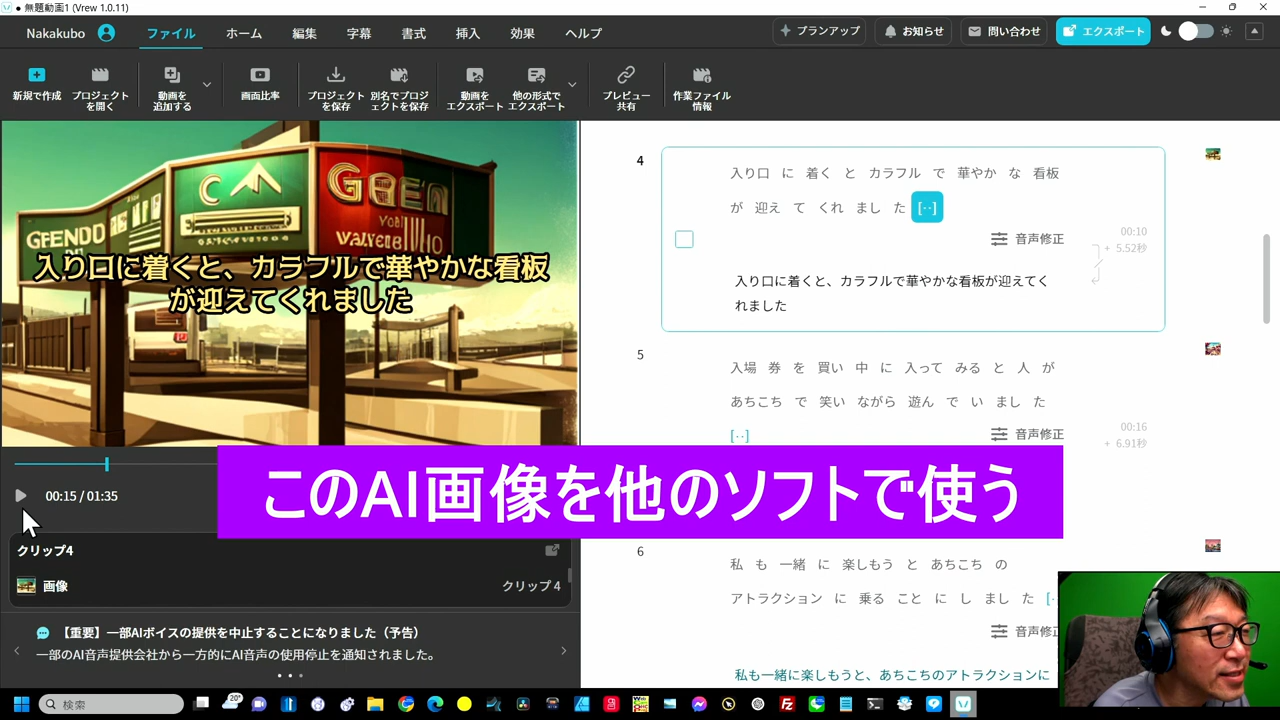 ● 無題動画1 (Vrew 1.0.11)
Nakakubo ファイル ホーム 編集 字幕 書式 挿入 効果 ヘルプ
プランアップ お知らせ 問い合わせ エクスポート
新規で作成
プロジェクト
を開く
動画を
追加する
画面比率
プロジェクト
を保存
別名でプロジ
ェクトを保存
動画を
エクスポート
他の形式で
エクスポート
プレビュー
共有
作業ファイル
情報
GFENDO
C
GREN
入り口に着くと、カラフルで華やかな看板
が迎えてくれました
00:15 / 01:35
クリップ4
画像 クリップ 4
【重要】一部AIボイスの提供を中止することになりました（予告）
一部のAI音声提供会社から一方的にAI音声の使用停止を通知されました。
4
入り口 に 着く と カラフル で 華やか な 看板
が 迎え て くれ まし た [··]
音声修正
00:10
+ 5.52秒
入り口に着くと、カラフルで華やかな看板が迎えてく
れました
5
入場 券 を 買い 中 に 入って みる と 人 が
あちこち で 笑い ながら 遊ん で い まし た
[··]
音声修正
00:16
+ 6.91秒
このAI画像を他のソフトで使う
6
私 も 一緒 に 楽しもう と あちこち の
アトラクション に 乗る こと に し まし た
音声修正
私も一緒に楽しもうと、あちこちのアトラクションに
検索
20°